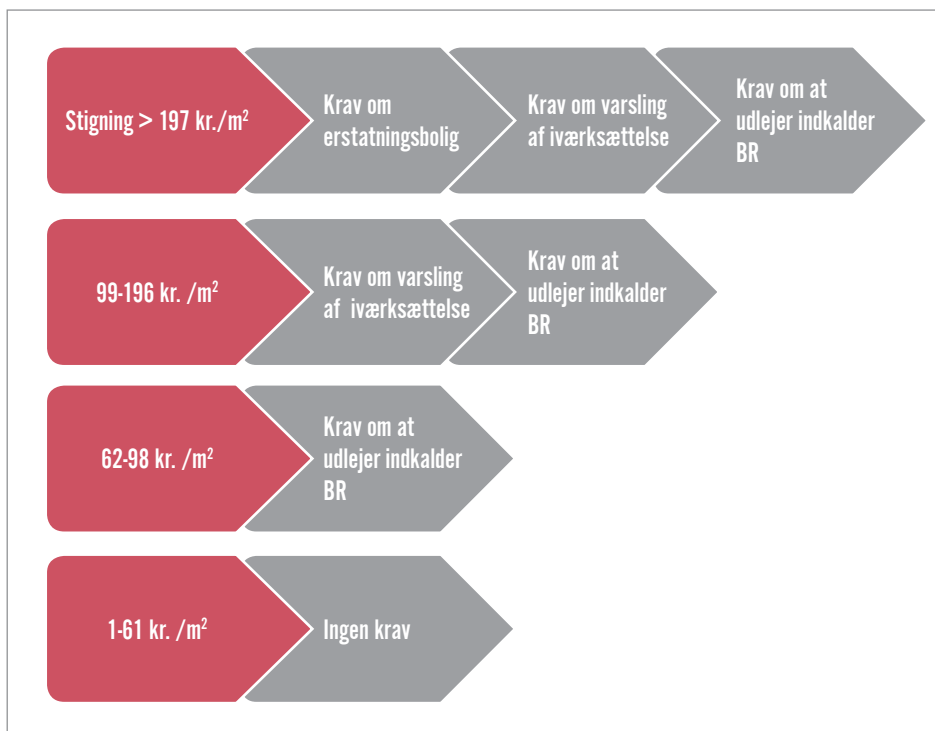 Stigning > 197 kr./m²
Krav om
erstatningsbolig
Krav om varsling
af iværksættelse
Krav om at
udlejer indkalder
BR
99-196 kr. /m²
Krav om varsling
af iværksættelse
Krav om at
udlejer indkalder
BR
62-98 kr. /m²
Krav om at
udlejer indkalder
BR
1-61 kr. /m²
Ingen krav